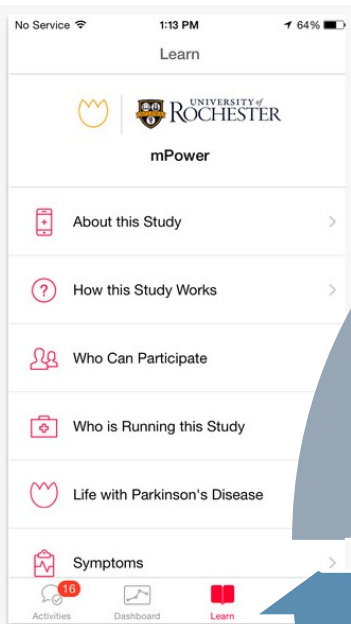 No Service 1:13 PM 64%
Learn
UNIVERSITY of
ROCHESTER
mPower
About this Study
How this Study Works
Who Can Participate
Who is Running this Study
Life with Parkinson's Disease
Symptoms
16
Activities Dashboard Learn